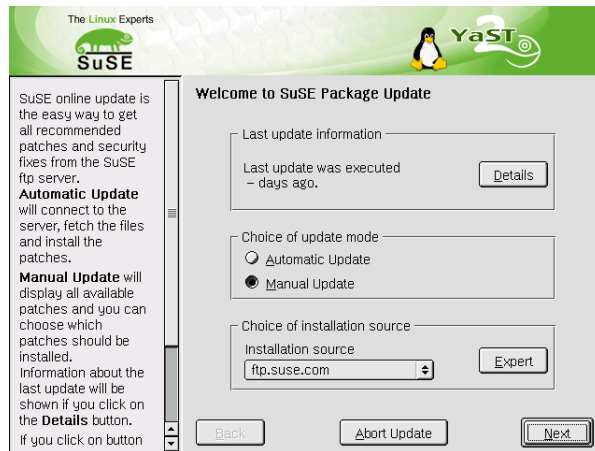 The Linux Experts
SuSE
YaST
2
SuSE online update is
the easy way to get
all recommended
patches and security
fixes from the SuSE
ftp server.
Automatic Update
will connect to the
server, fetch the files
and install the
patches.
Manual Update will
display all available
patches and you can
choose which
patches should be
installed.
Information about the
last update will be
shown if you click on
the Details button.
If you click on button
Welcome to SuSE Package Update
Last update information
Last update was executed
– days ago.
Details
Choice of update mode
Automatic Update
Manual Update
Choice of installation source
Installation source
ftp.suse.com
Expert
Back
Abort Update
Next